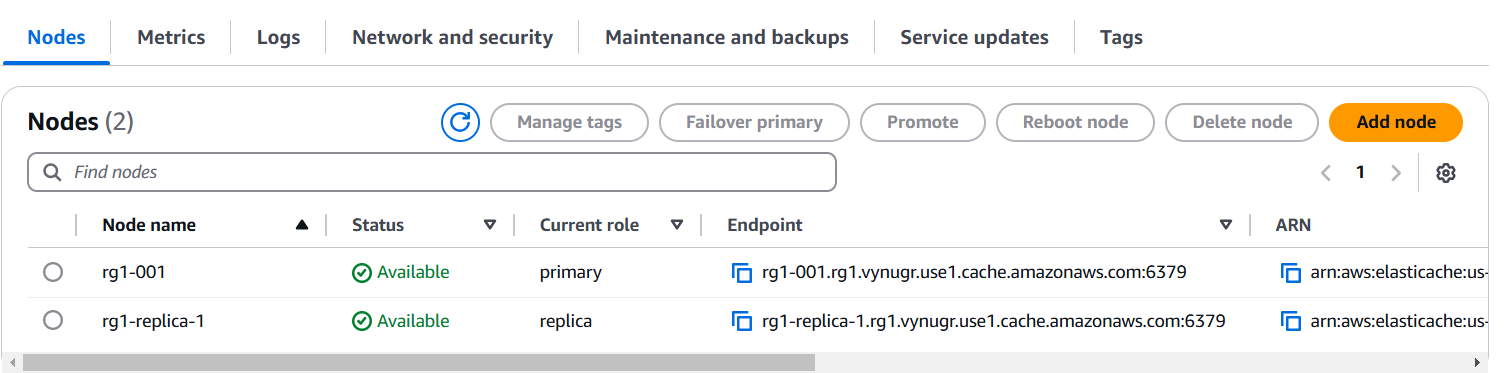 Nodes Metrics Logs Network and security Maintenance and backups Service updates Tags
Nodes (2) Manage tags Failover primary Promote Reboot node Delete node Add node
Find nodes 1
Node name Status Current role Endpoint ARN
rg1-001 Available primary rg1-001.rg1.vynugr.use1.cache.amazonaws.com:6379 arn:aws:elasticache:us-
rg1-replica-1 Available replica rg1-replica-1.rg1.vynugr.use1.cache.amazonaws.com:6379 arn:aws:elasticache:us-